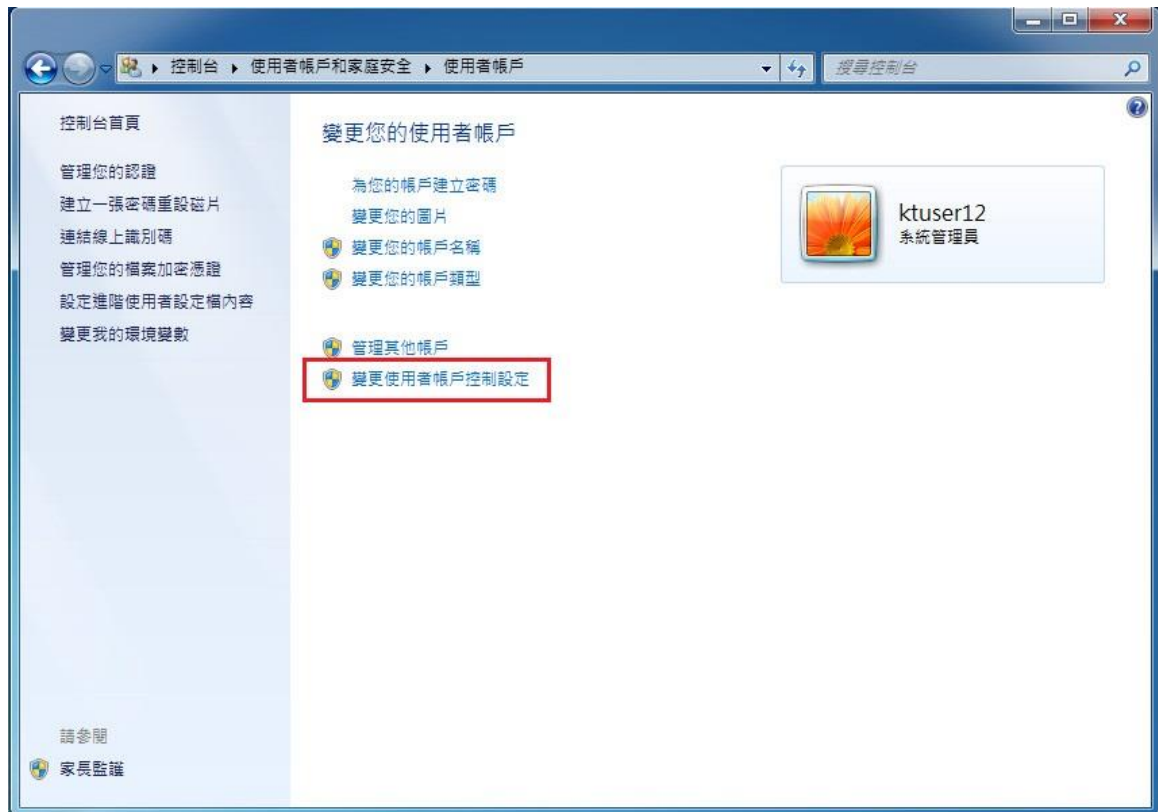 控制台 ▸ 使用者帳戶和家庭安全 ▸ 使用者帳戶
搜尋控制台
控制台首頁
管理您的認證
建立一張密碼重設磁片
連結線上識別碼
管理您的檔案加密憑證
設定進階使用者設定檔內容
變更我的環境變數
變更您的使用者帳戶
為您的帳戶建立密碼
變更您的圖片
變更您的帳戶名稱
變更您的帳戶類型
管理其他帳戶
變更使用者帳戶控制設定
ktuser12
系統管理員
請參閱
家長監護